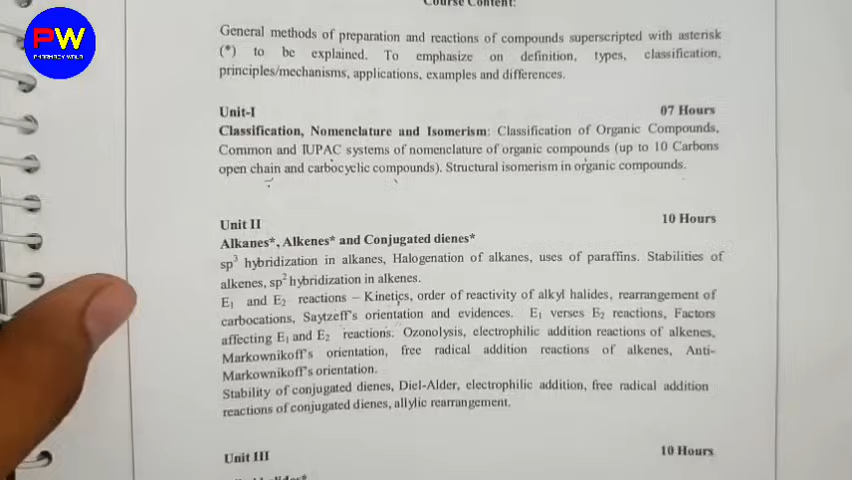 PW
PHARMACY WALA
Course Content:
General methods of preparation and reactions of compounds superscripted with asterisk
(*) to be explained. To emphasize on definition, types, classification,
principles/mechanisms, applications, examples and differences.
Unit-I 07 Hours
Classification, Nomenclature and Isomerism: Classification of Organic Compounds,
Common and IUPAC systems of nomenclature of organic compounds (up to 10 Carbons
open chain and carbocyclic compounds). Structural isomerism in organic compounds.
Unit II 10 Hours
Alkanes*, Alkenes* and Conjugated dienes*
sp³ hybridization in alkanes, Halogenation of alkanes, uses of paraffins. Stabilities of
alkenes, sp² hybridization in alkenes.
E₁ and E₂ reactions – Kinetics, order of reactivity of alkyl halides, rearrangement of
carbocations, Saytzeff's orientation and evidences. E₁ verses E₂ reactions, Factors
affecting E₁ and E₂ reactions. Ozonolysis, electrophilic addition reactions of alkenes,
Markownikoff's orientation, free radical addition reactions of alkenes, Anti-
Markownikoff's orientation.
Stability of conjugated dienes, Diel-Alder, electrophilic addition, free radical addition
reactions of conjugated dienes, allylic rearrangement.
Unit III 10 Hours